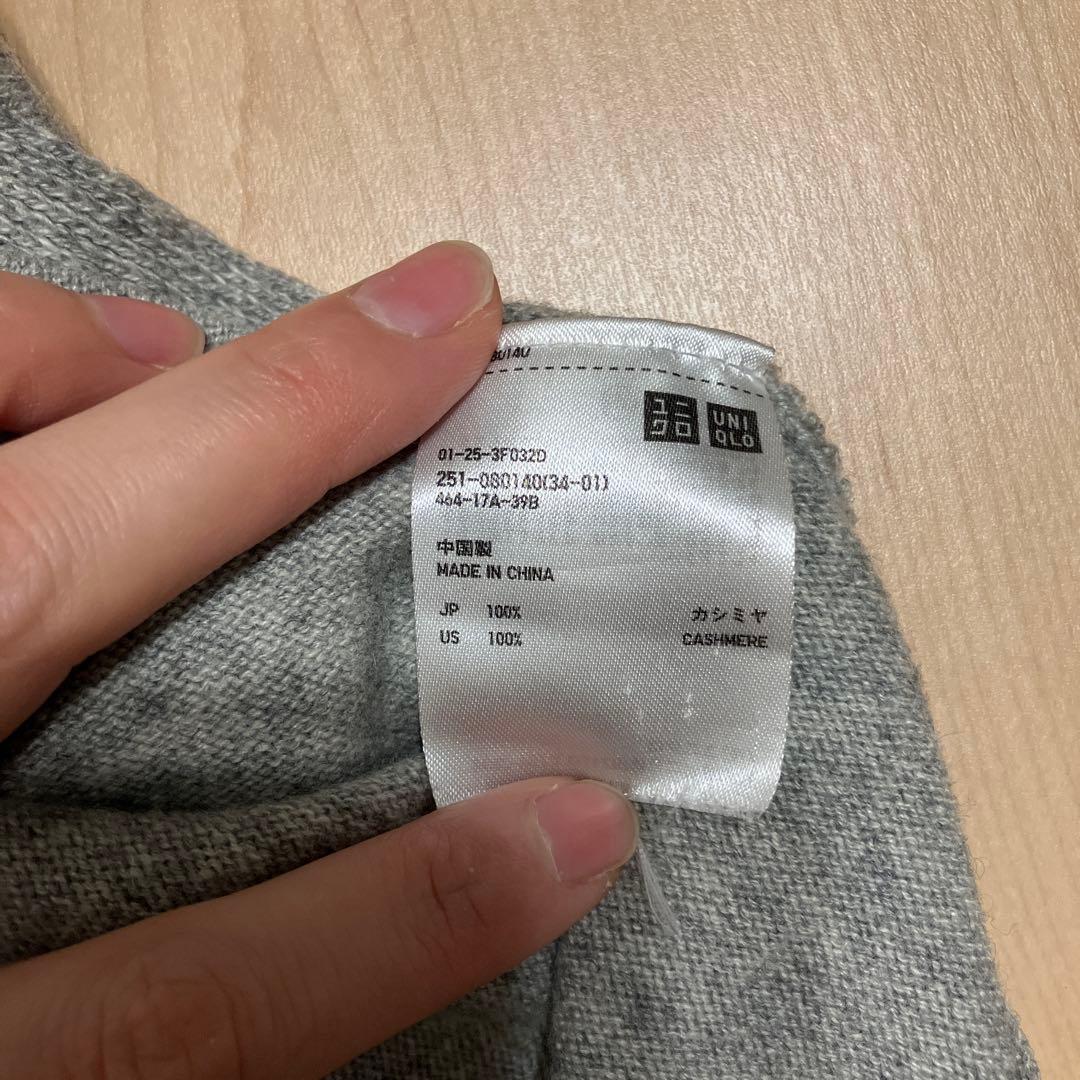 ユニクロ UNIQLO
01-25-3F032D
251-080140(34-01)
464-17A-39B
中国製
MADE IN CHINA
JP 100% カシミヤ
US 100% CASHMERE